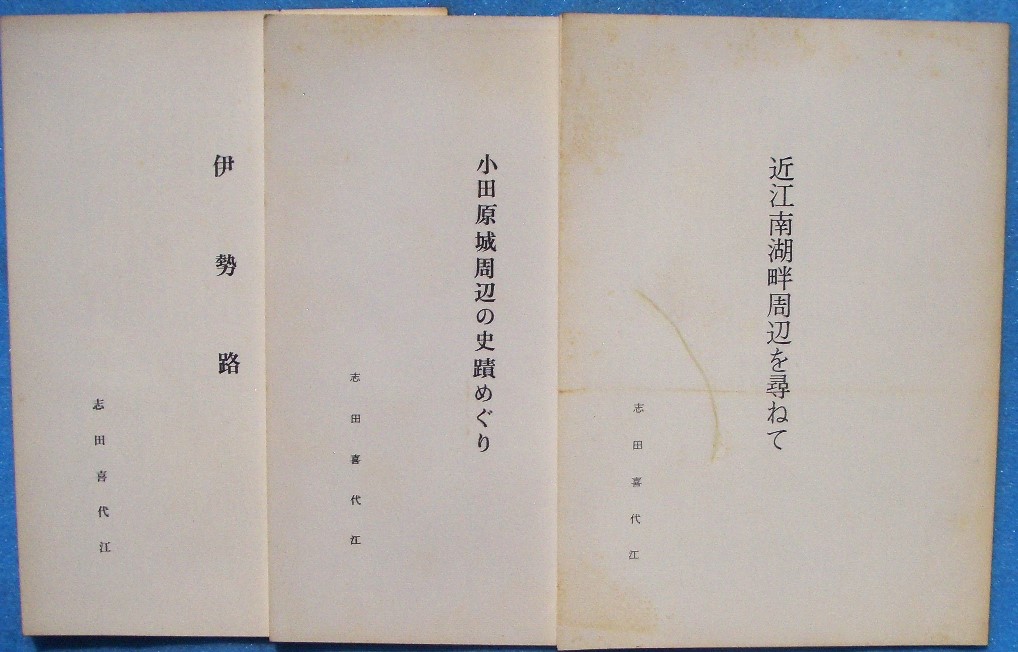 伊勢路
志田喜代江
小田原城周辺の史蹟めぐり
志田喜代江
近江南湖畔周辺を尋ねて
志田喜代江